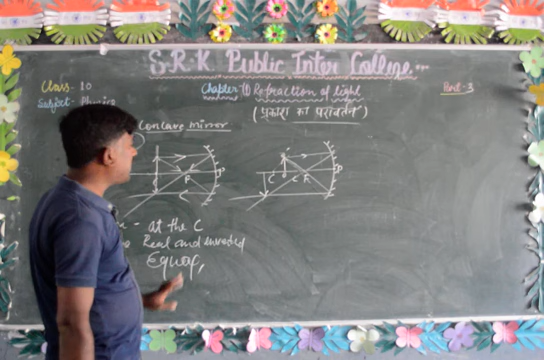 S.R.K Public Inter College...
Class- 10
Chapter 10 Refraction of light
Part-3
Subject- Physics
(प्रकाश का परावर्तन)
Concave mirror
- at the C
Real and inverted
Equal,